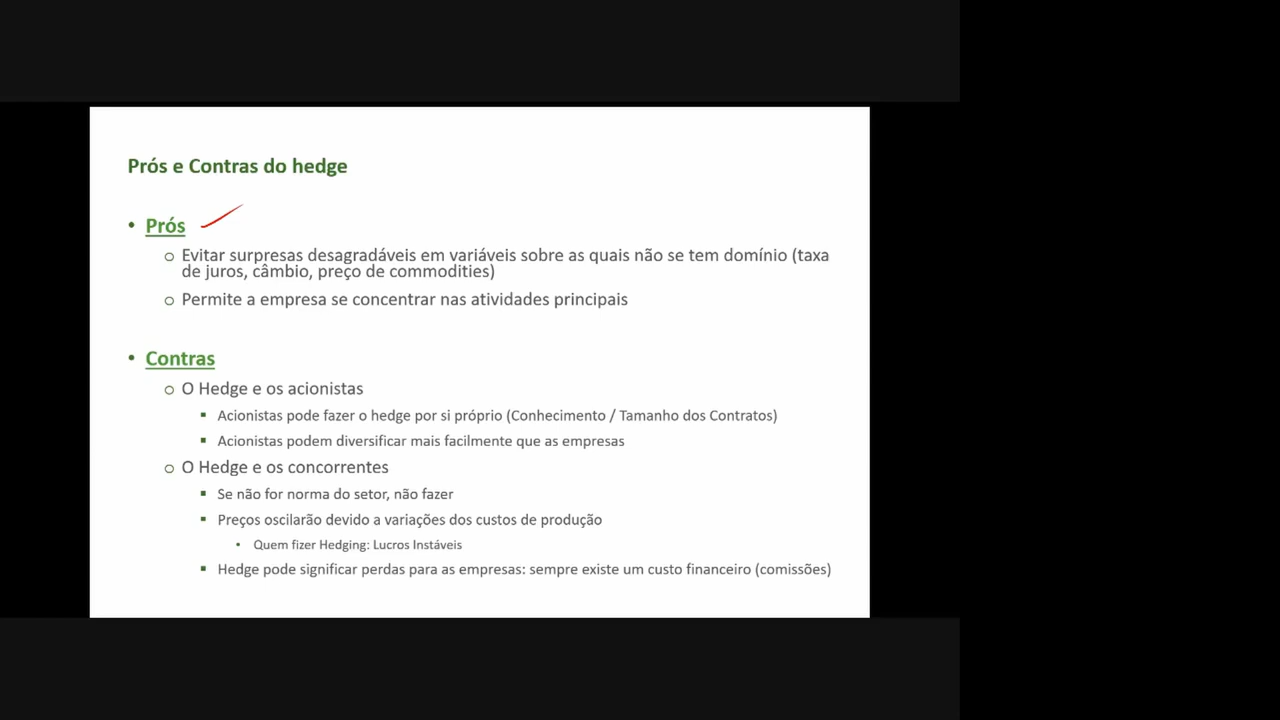 Prós e Contras do hedge
• Prós
o Evitar surpresas desagradáveis em variáveis sobre as quais não se tem domínio (taxa
de juros, câmbio, preço de commodities)
o Permite a empresa se concentrar nas atividades principais
• Contras
o O Hedge e os acionistas
▪ Acionistas pode fazer o hedge por si próprio (Conhecimento / Tamanho dos Contratos)
▪ Acionistas podem diversificar mais facilmente que as empresas
o O Hedge e os concorrentes
▪ Se não for norma do setor, não fazer
▪ Preços oscilarão devido a variações dos custos de produção
• Quem fizer Hedging: Lucros Instáveis
▪ Hedge pode significar perdas para as empresas: sempre existe um custo financeiro (comissões)